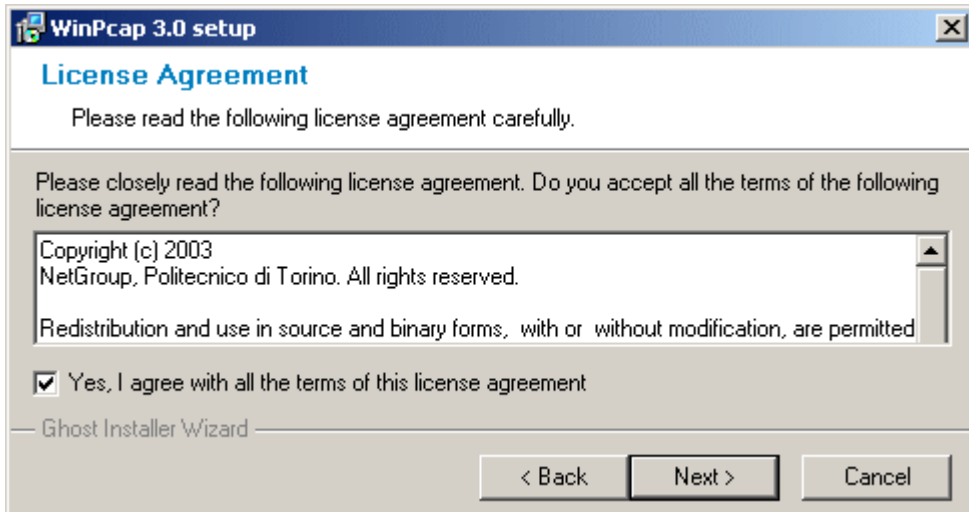 WinPcap 3.0 setup
License Agreement
Please read the following license agreement carefully.
Please closely read the following license agreement. Do you accept all the terms of the following
license agreement?
Copyright (c) 2003
NetGroup, Politecnico di Torino. All rights reserved.
Redistribution and use in source and binary forms,  with or  without modification, are permitted
Yes, I agree with all the terms of this license agreement
Ghost Installer Wizard
< Back
Next >
Cancel